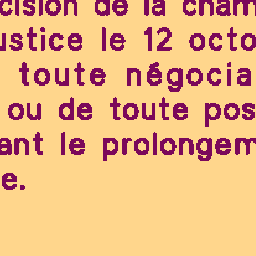 cision de la cham
ustice le 12 octo
toute négocia
ou de toute pos
ant le prolongem
e.